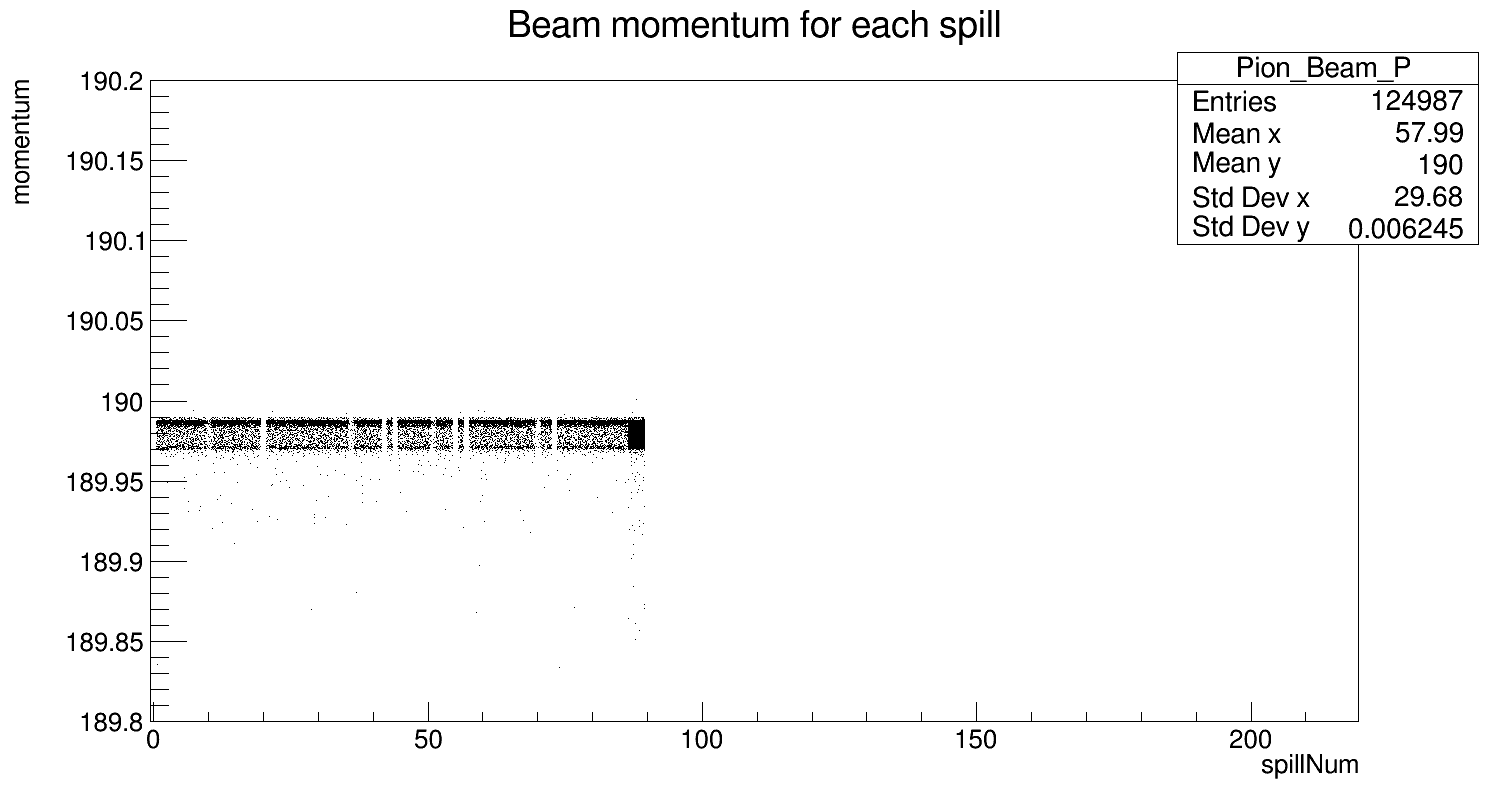 Beam momentum for each spill
Pion_Beam_P
Entries 124987
Mean x 57.99
Mean y 190
Std Dev x 29.68
Std Dev y 0.006245
momentum
190.2
190.15
190.1
190.05
190
189.95
189.9
189.85
189.8
0 50 100 150 200
spillNum